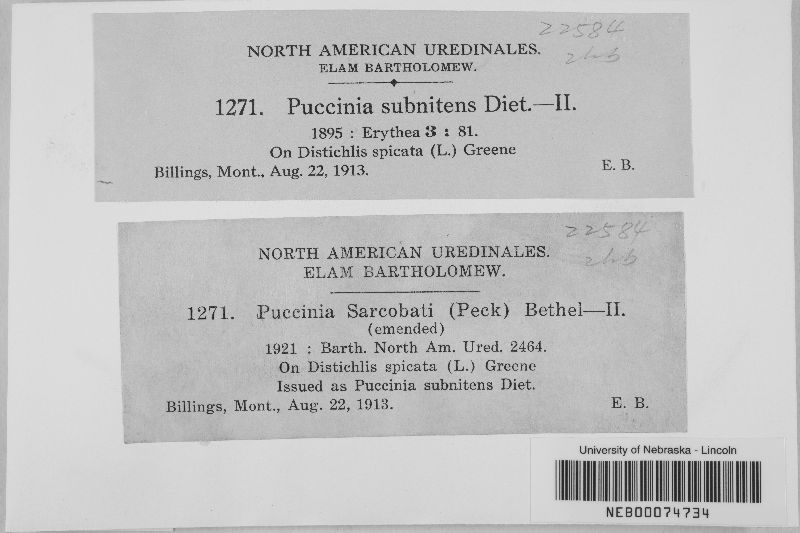 22584
NORTH AMERICAN UREDINALES.
ELAM BARTHOLOMEW.
1271. Puccinia subnitens Diet.—II.
1895 : Erythea 3 : 81.
On Distichlis spicata (L.) Greene
Billings, Mont., Aug. 22, 1913. E. B.
22584
NORTH AMERICAN UREDINALES.
ELAM BARTHOLOMEW.
1271. Puccinia Sarcobati (Peck) Bethel—II.
(emended)
1921 : Barth. North Am. Ured. 2464.
On Distichlis spicata (L.) Greene
Issued as Puccinia subnitens Diet.
Billings, Mont., Aug. 22, 1913. E. B.
University of Nebraska - Lincoln
NEB00074734